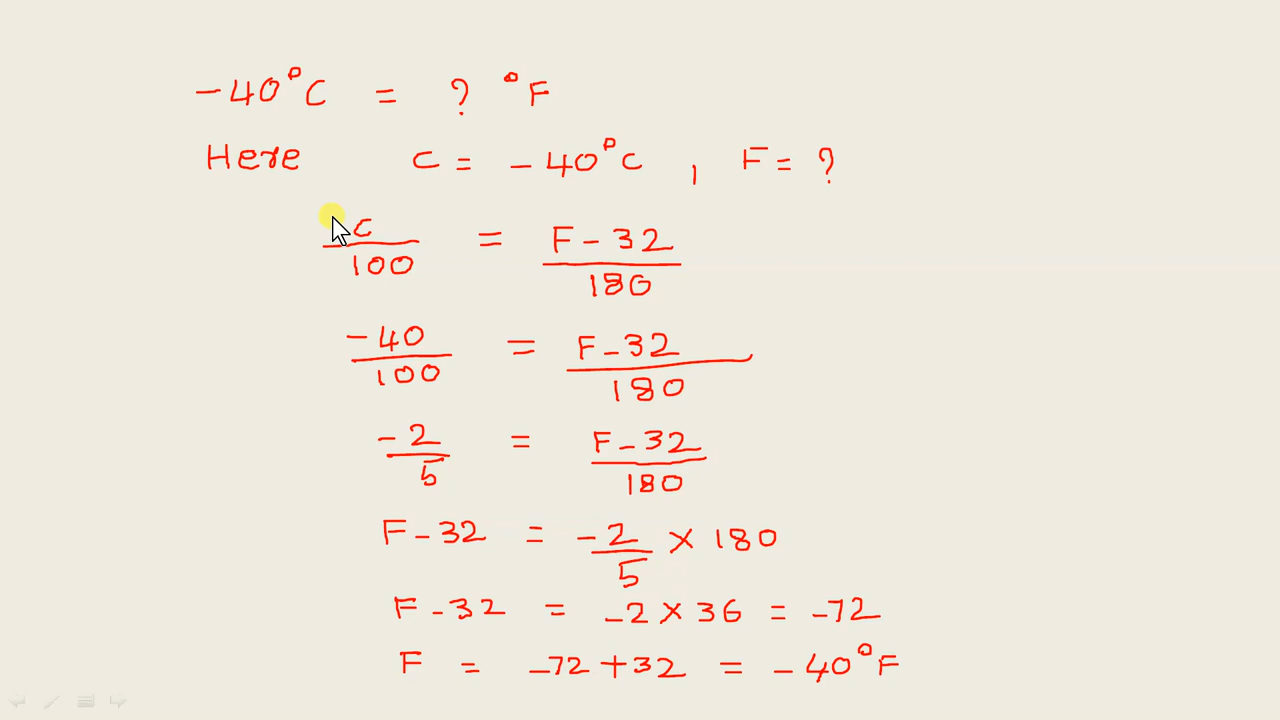 -40°C = ? °F
Here C = -40°C , F = ?
C/100 = F-32/180
-40/100 = F-32/180
-2/5 = F-32/180
F-32 = -2/5 × 180
F-32 = -2×36 = -72
F = -72+32 = -40°F